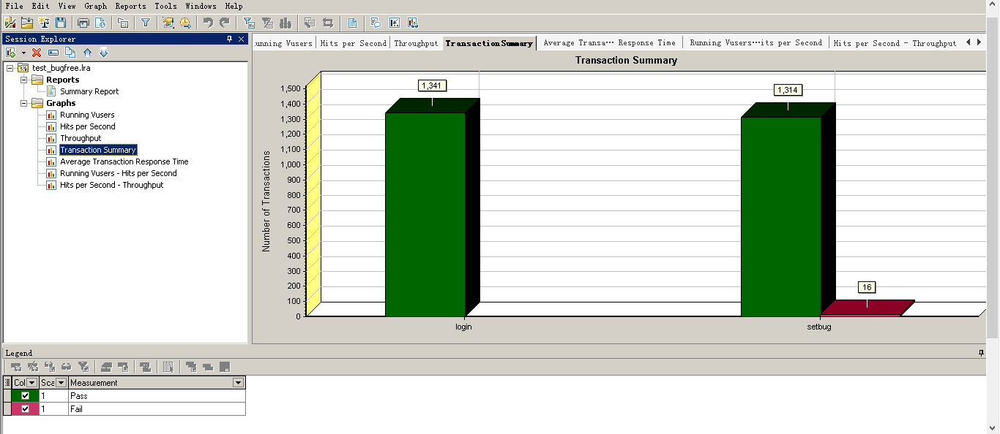 File Edit View Graph Reports Tools Windows Help
Session Explorer
test_bugfree.lra
Reports
Summary Report
Graphs
Running Vusers
Hits per Second
Throughput
Transaction Summary
Average Transaction Response Time
Running Vusers - Hits per Second
Hits per Second - Throughput
unning Vusers Hits per Second Throughput Transaction Summary Average Transa··· Response Time Running Vusers···its per Second Hits per Second - Throughput
Transaction Summary
Number of Transactions
1,500
1,400
1,300
1,200
1,100
1,000
900
800
700
600
500
400
300
200
100
0
1,341
1,314
16
login
setbug
Legend
Col Sca Measurement
1 Pass
1 Fail